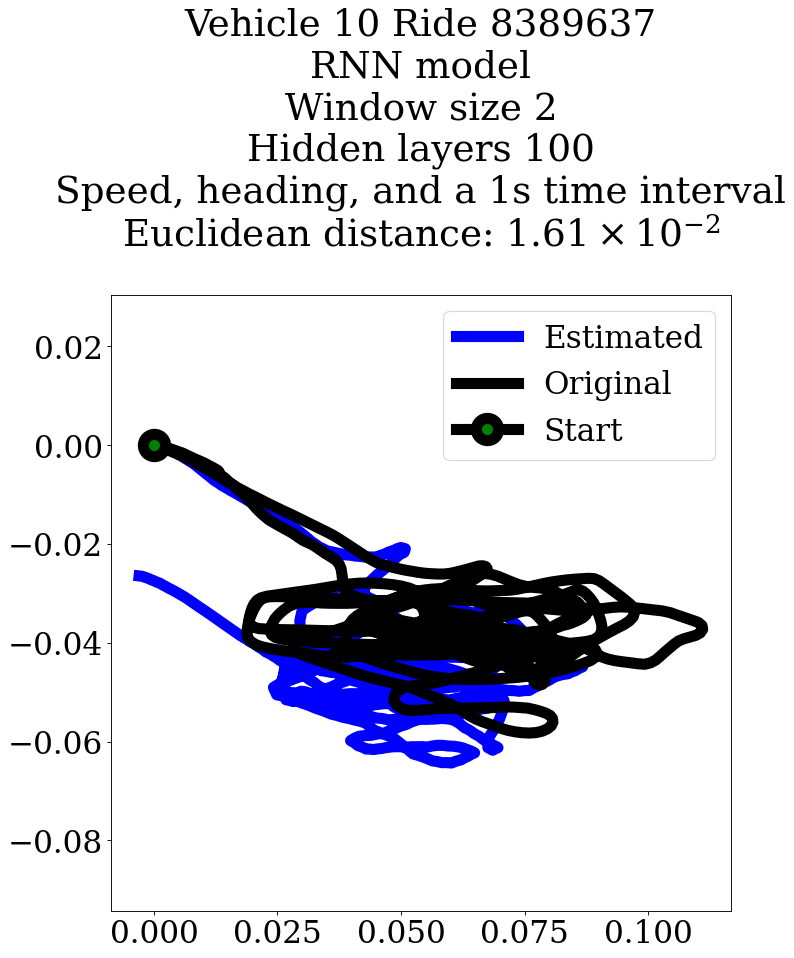 Vehicle 10 Ride 8389637
RNN model
Window size 2
Hidden layers 100
Speed, heading, and a 1s time interval
Euclidean distance: 1.61 × 10⁻²
Estimated
Original
Start
0.02
0.00
−0.02
−0.04
−0.06
−0.08
0.000 0.025 0.050 0.075 0.100